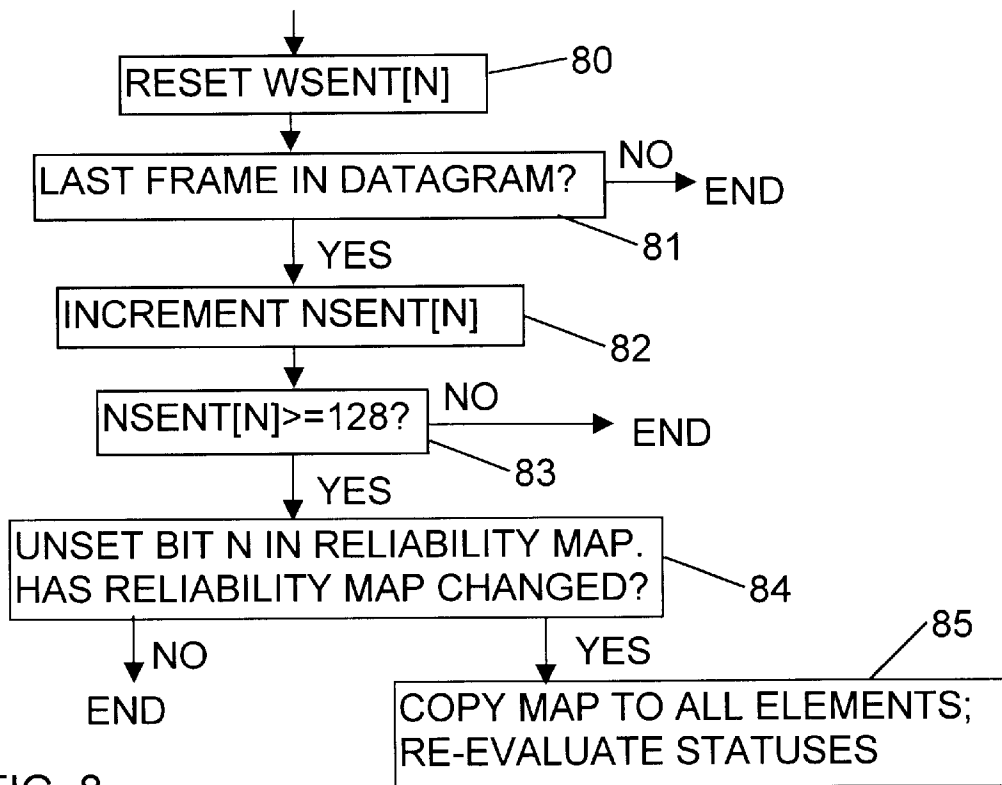 RESET WSENT[N]
80
LAST FRAME IN DATAGRAM?
NO
END
81
YES
INCREMENT NSENT[N]
82
NSENT[N]>=128?
NO
END
83
YES
UNSET BIT N IN RELIABILITY MAP.
HAS RELIABILITY MAP CHANGED?
84
NO
END
YES
85
COPY MAP TO ALL ELEMENTS;
RE-EVALUATE STATUSES
FIG. 8